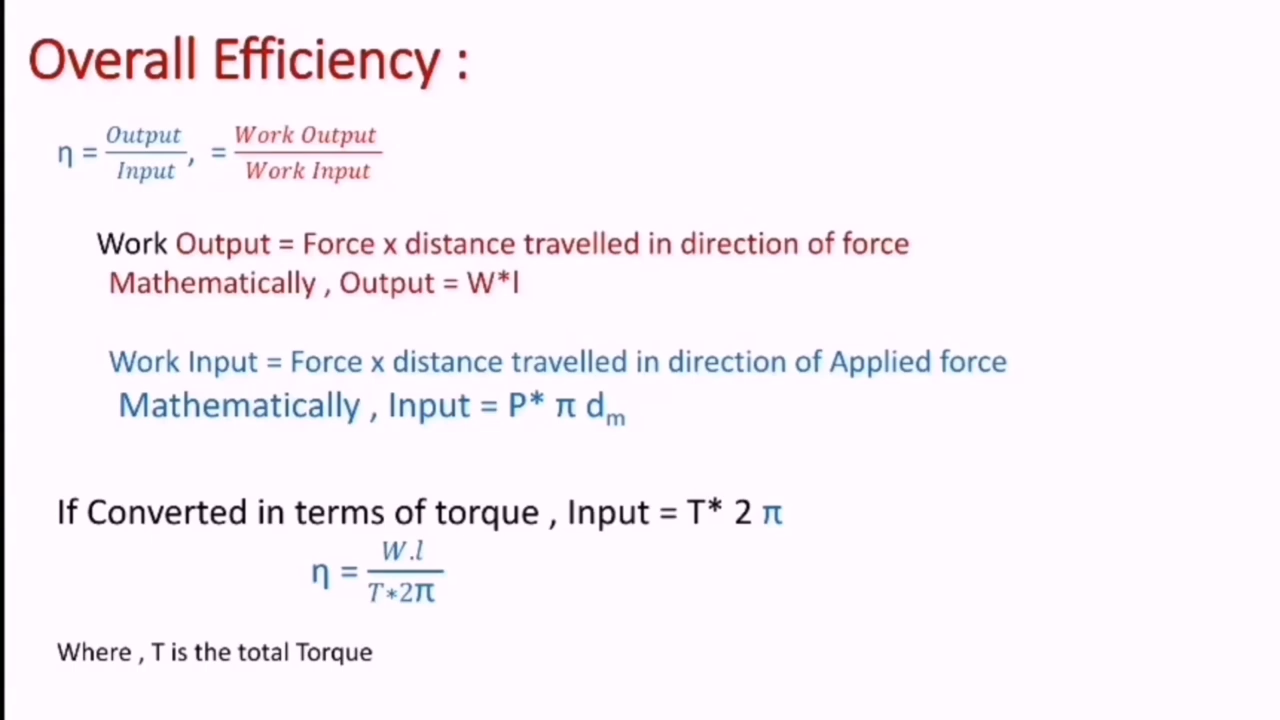 Overall Efficiency :
η = Output/Input, = Work Output/Work Input
Work Output = Force x distance travelled in direction of force
Mathematically , Output = W*l
Work Input = Force x distance travelled in direction of Applied force
Mathematically , Input = P* π dm
If Converted in terms of torque , Input = T* 2 π
η = W.l/T*2π
Where , T is the total Torque